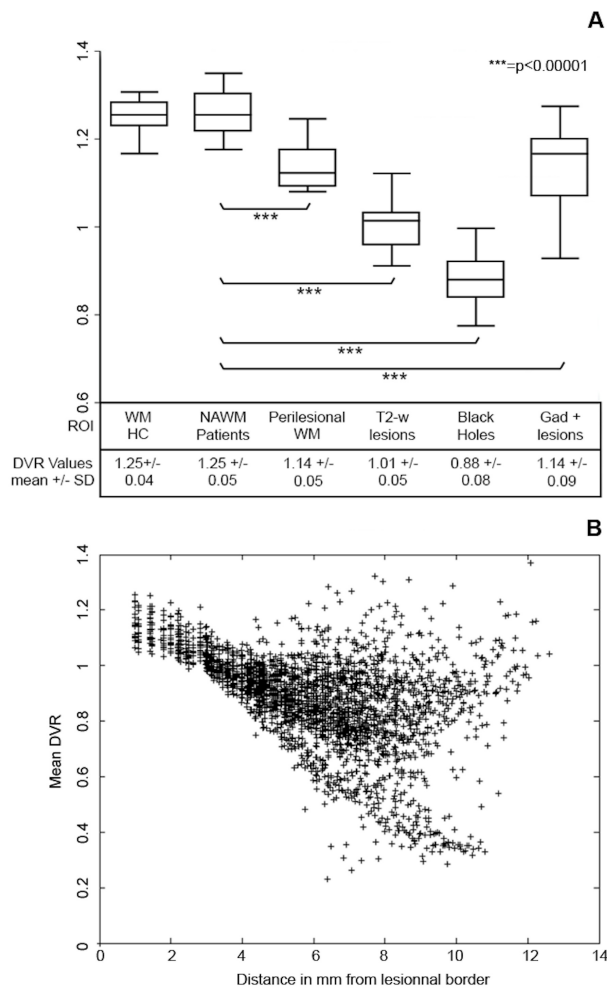 A
***=p<0.00001
1.4
1.2
1
0.8
0.6
***
***
***
***
ROI
WM HC
NAWM Patients
Perilesional WM
T2-w lesions
Black Holes
Gad + lesions
DVR Values mean +/- SD
1.25+/- 0.04
1.25 +/- 0.05
1.14 +/- 0.05
1.01 +/- 0.05
0.88 +/- 0.08
1.14 +/- 0.09
B
1.4
1.2
1
0.8
0.6
0.4
0.2
0
Mean DVR
0 2 4 6 8 10 12 14
Distance in mm from lesionnal border